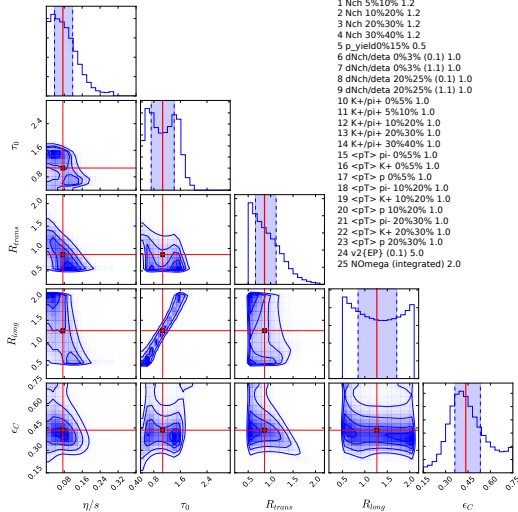 1 Nch 5%10% 1.2
2 Nch 10%20% 1.2
3 Nch 20%30% 1.2
4 Nch 30%40% 1.2
5 p_yield0%15% 0.5
6 dNch/deta 0%3% (0.1) 1.0
7 dNch/deta 0%3% (1.1) 1.0
8 dNch/deta 20%25% (0.1) 1.0
9 dNch/deta 20%25% (1.1) 1.0
10 K+/pi+ 0%5% 1.0
11 K+/pi+ 5%10% 1.0
12 K+/pi+ 10%20% 1.0
13 K+/pi+ 20%30% 1.0
14 K+/pi+ 30%40% 1.0
15 <pT> pi- 0%5% 1.0
16 <pT> K+ 0%5% 1.0
17 <pT> p 0%5% 1.0
18 <pT> pi- 10%20% 1.0
19 <pT> K+ 10%20% 1.0
20 <pT> p 10%20% 1.0
21 <pT> pi- 20%30% 1.0
22 <pT> K+ 20%30% 1.0
23 <pT> p 20%30% 1.0
24 v2{EP} (0.1) 5.0
25 NOmega (integrated) 2.0
τ₀
2.4
1.6
0.8
R_trans
2.0
1.5
1.0
0.5
R_long
2.0
1.5
1.0
0.5
ϵ_C
0.75
0.60
0.45
0.30
0.15
0.08 0.16 0.24 0.32 0.40
η/s
0.8 1.6 2.4
τ₀
0.5 1.0 1.5 2.0
R_trans
0.5 1.0 1.5 2.0
R_long
0.15 0.30 0.45 0.60 0.75
ϵ_C